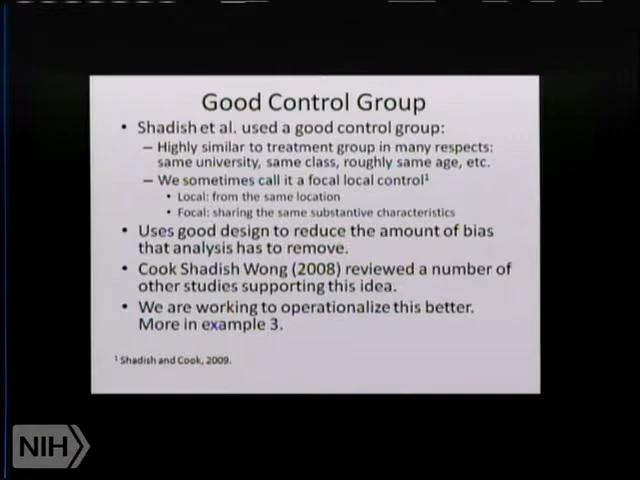 Good Control Group
• Shadish et al. used a good control group:
– Highly similar to treatment group in many respects:
same university, same class, roughly same age, etc.
– We sometimes call it a focal local control¹
• Local: from the same location
• Focal: sharing the same substantive characteristics
• Uses good design to reduce the amount of bias
that analysis has to remove.
• Cook Shadish Wong (2008) reviewed a number of
other studies supporting this idea.
• We are working to operationalize this better.
More in example 3.
¹ Shadish and Cook, 2009.
NIH